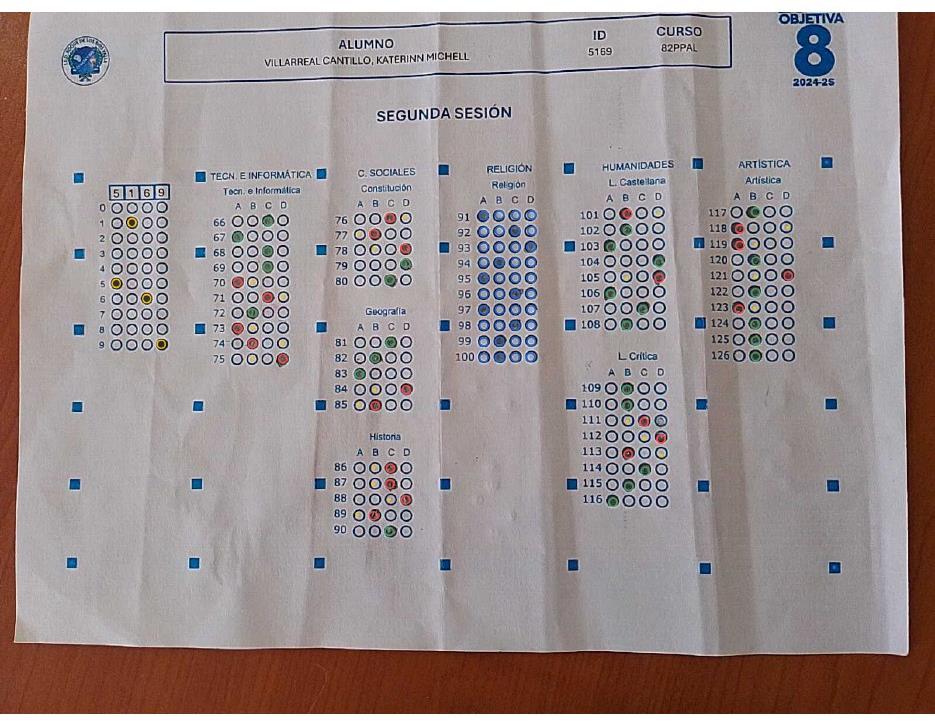 OBJETIVA
8
2024-25
ALUMNO
VILLARREAL CANTILLO, KATERINN MICHELL
ID
5169
CURSO
82PPAL
SEGUNDA SESIÓN
5 1 6 9
0
1
2
3
4
5
6
7
8
9
TECN. E INFORMÁTICA
Tecn. e Informática
A B C D
66
67
68
69
70
71
72
73
74
75
C. SOCIALES
Constitución
A B C D
76
77
78
79
80
Geografía
A B C D
81
82
83
84
85
Historia
A B C D
86
87
88
89
90
RELIGIÓN
Religión
A B C D
91
92
93
94
95
96
97
98
99
100
HUMANIDADES
L. Castellana
A B C D
101
102
103
104
105
106
107
108
L. Crítica
A B C D
109
110
111
112
113
114
115
116
ARTÍSTICA
Artística
A B C D
117
118
119
120
121
122
123
124
125
126